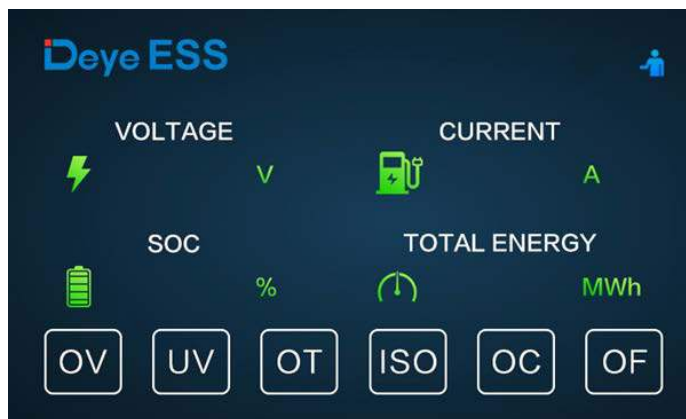 Deye ESS
VOLTAGE CURRENT
V A
SOC TOTAL ENERGY
% MWh
OV UV OT ISO OC OF